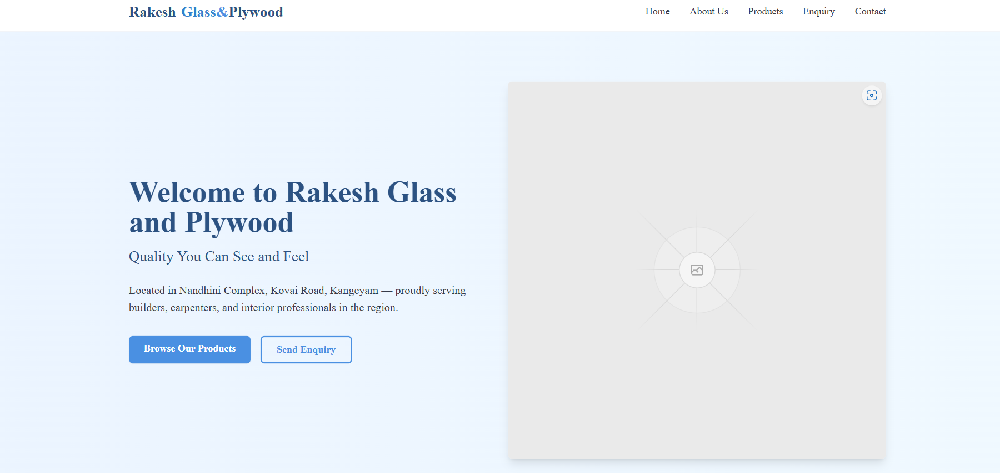 Rakesh Glass&Plywood
Home About Us Products Enquiry Contact
Welcome to Rakesh Glass
and Plywood
Quality You Can See and Feel
Located in Nandhini Complex, Kovai Road, Kangeyam — proudly serving
builders, carpenters, and interior professionals in the region.
Browse Our Products
Send Enquiry